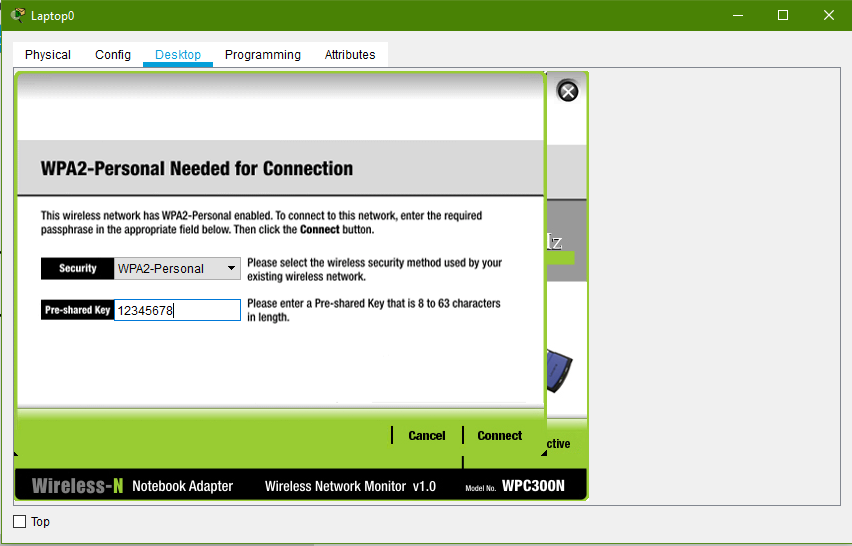 Laptop0
Physical Config Desktop Programming Attributes
WPA2-Personal Needed for Connection
This wireless network has WPA2-Personal enabled. To connect to this network, enter the required
passphrase in the appropriate field below. Then click the Connect button.
Security WPA2-Personal Please select the wireless security method used by your
existing wireless network.
Pre-shared Key 12345678 Please enter a Pre-shared Key that is 8 to 63 characters
in length.
Cancel Connect
ctive
Wireless-N Notebook Adapter Wireless Network Monitor v1.0 Model No. WPC300N
Top